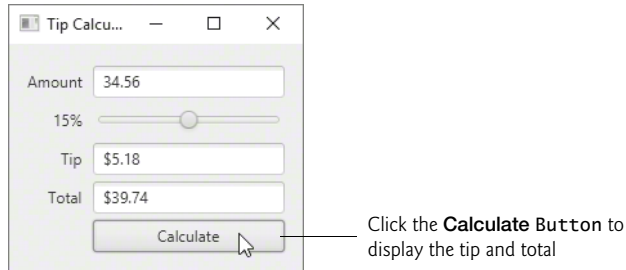 Tip Calcu...
Amount 34.56
15%
Tip $5.18
Total $39.74
Calculate
Click the Calculate Button to
display the tip and total